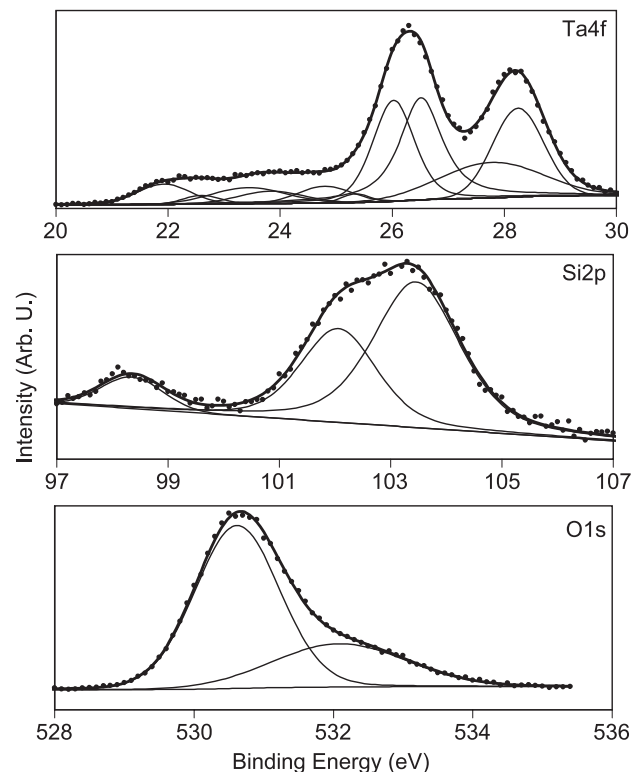 Ta4f
20 22 24 26 28 30
Si2p
Intensity (Arb. U.)
97 99 101 103 105 107
O1s
528 530 532 534 536
Binding Energy (eV)